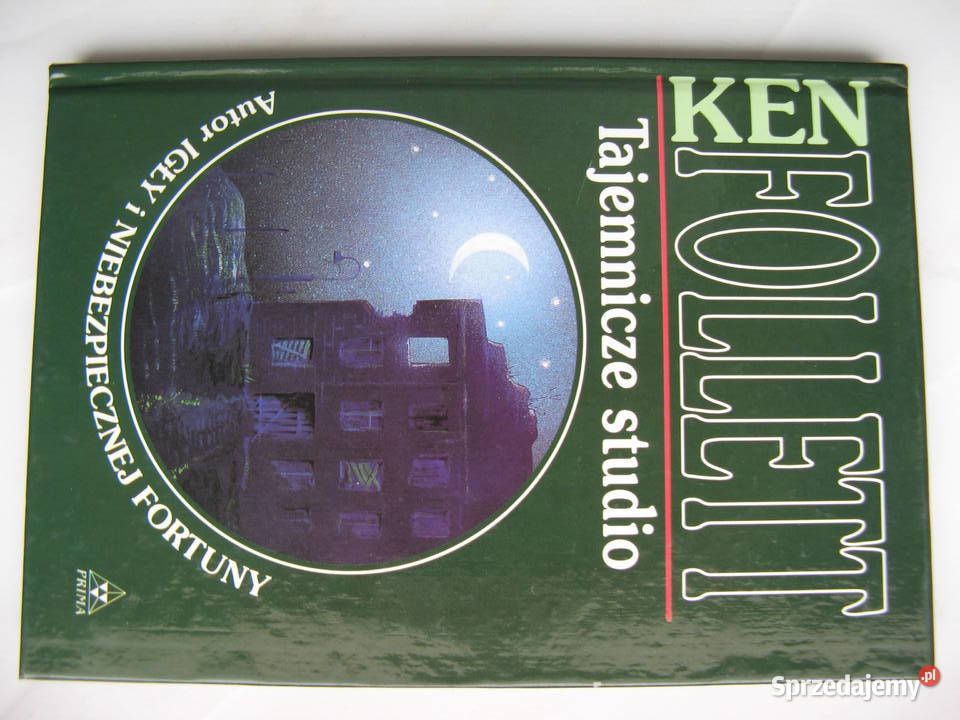 KEN
FOLLETT
Tajemnicze studio
Autor IGŁY i NIEBEZPIECZNEJ FORTUNY
PRIMA
Sprzedajemy.pl